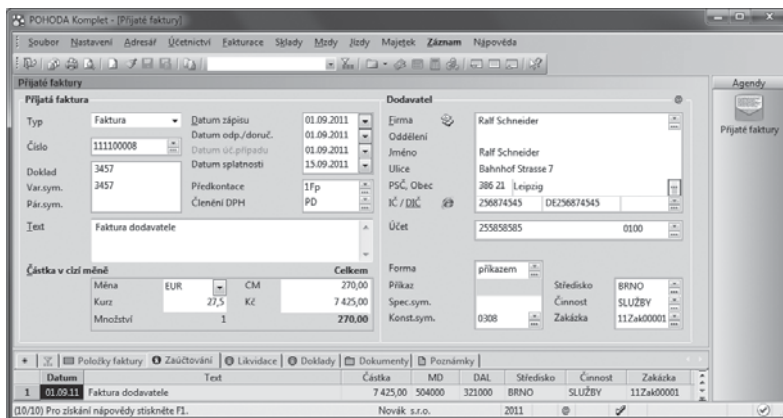 POHODA Komplet - [Přijaté faktury]
Soubor Nastavení Adresář Účetnictví Fakturace Sklady Mzdy Jízdy Majetek Záznam Nápověda
Přijaté faktury
Agendy
Přijaté faktury
Přijatá faktura
Typ Faktura
Číslo 111100008
Doklad 3457
Var.sym. 3457
Pár.sym.
Datum zápisu 01.09.2011
Datum odp./doruč. 01.09.2011
Datum úč.případu 01.09.2011
Datum splatnosti 15.09.2011
Předkontace 1Fp
Členění DPH PD
Text Faktura dodavatele
Částka v cizí měně Celkem
Měna EUR CM 270,00
Kurz 27,5 Kč 7 425,00
Množství 1 270,00
Dodavatel
Firma Ralf Schneider
Oddělení
Jméno Ralf Schneider
Ulice Bahnhof Strasse 7
PSČ, Obec 386 21 Leipzig
IČ / DIČ 256874545 DE256874545
Účet 255858585 0100
Forma příkazem
Příkaz Středisko BRNO
Spec.sym. Činnost SLUŽBY
Konst.sym. 0308 Zakázka 11Zak00001
Položky faktury Zaúčtování Likvidace Doklady Dokumenty Poznámky
Datum Text Částka MD DAL Středisko Činnost Zakázka
1 01.09.11 Faktura dodavatele 7 425,00 504000 321000 BRNO SLUŽBY 11Zak00001
(10/10) Pro získání nápovědy stiskněte F1. Novák s.r.o. 2011 @